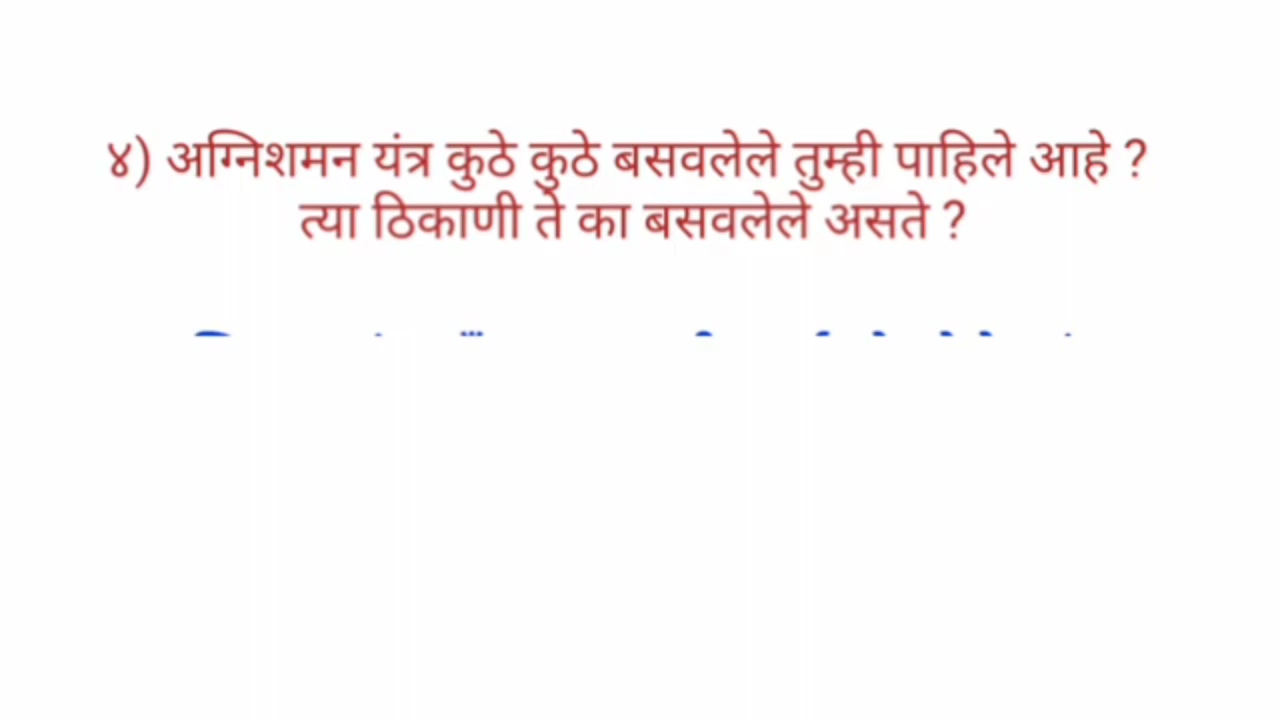 ४) अग्निशमन यंत्र कुठे कुठे बसवलेले तुम्ही पाहिले आहे ?
त्या ठिकाणी ते का बसवलेले असते ?